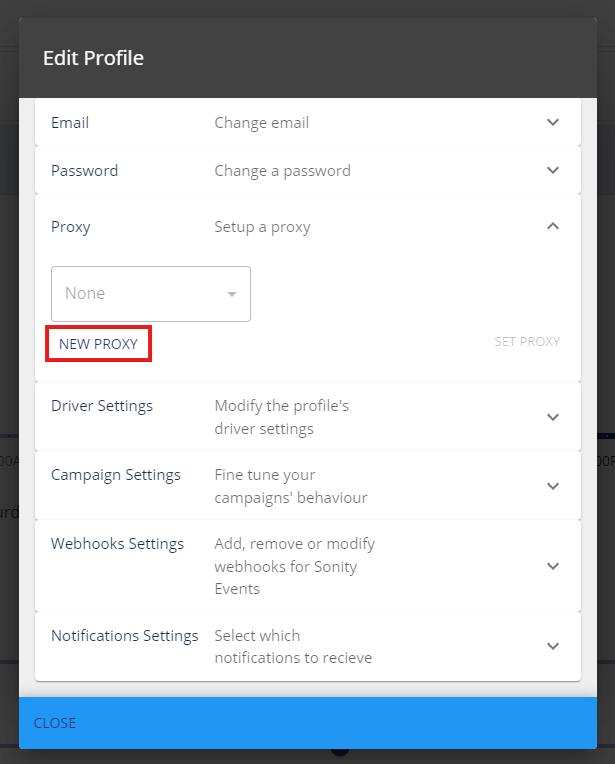 Edit Profile
Email Change email
Password Change a password
Proxy Setup a proxy
None
NEW PROXY SET PROXY
Driver Settings Modify the profile's
driver settings
Campaign Settings Fine tune your
campaigns' behaviour
Webhooks Settings Add, remove or modify
webhooks for Sonity
Events
Notifications Settings Select which
notifications to recieve
CLOSE